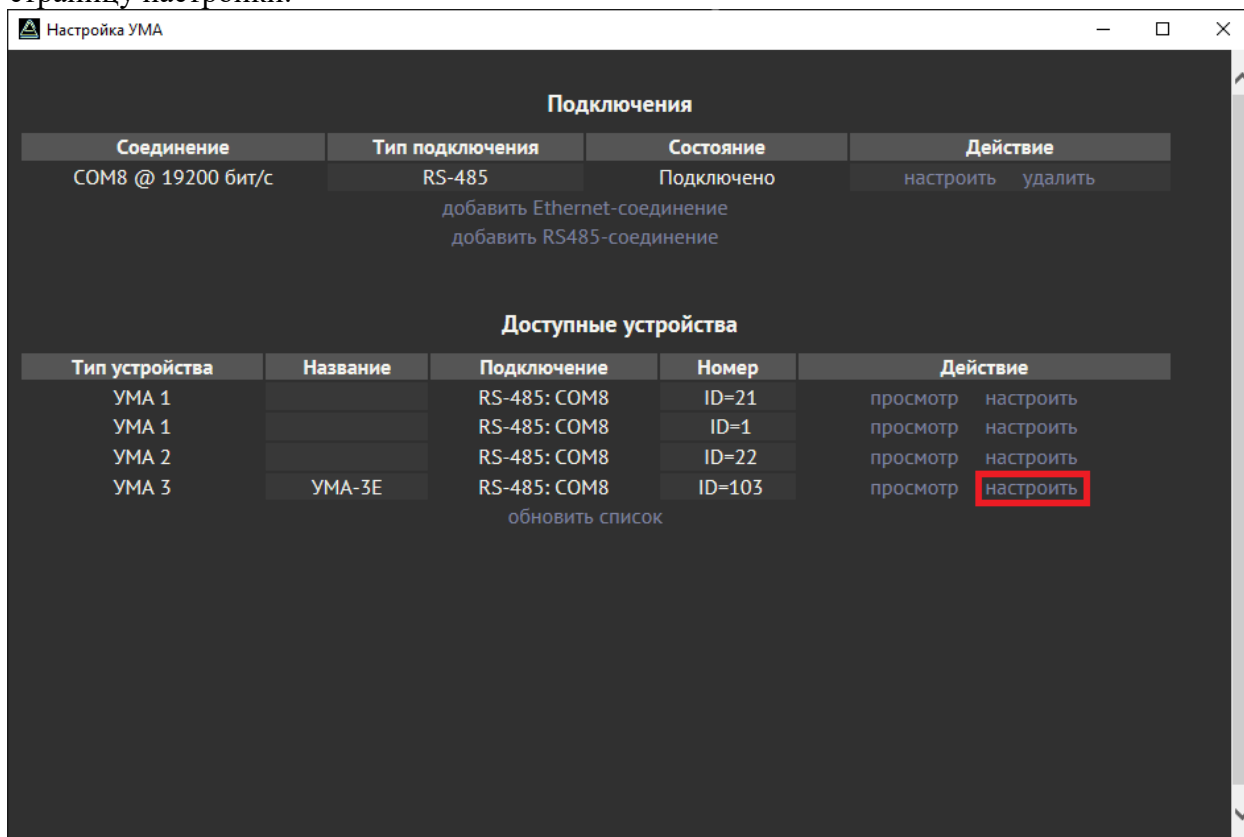 страницу настройки.
Настройка УМА
Подключения
Соединение Тип подключения Состояние Действие
COM8 @ 19200 бит/с RS-485 Подключено настроить удалить
добавить Ethernet-соединение
добавить RS485-соединение
Доступные устройства
Тип устройства Название Подключение Номер Действие
УМА 1 RS-485: COM8 ID=21 просмотр настроить
УМА 1 RS-485: COM8 ID=1 просмотр настроить
УМА 2 RS-485: COM8 ID=22 просмотр настроить
УМА 3 УМА-3Е RS-485: COM8 ID=103 просмотр настроить
обновить список